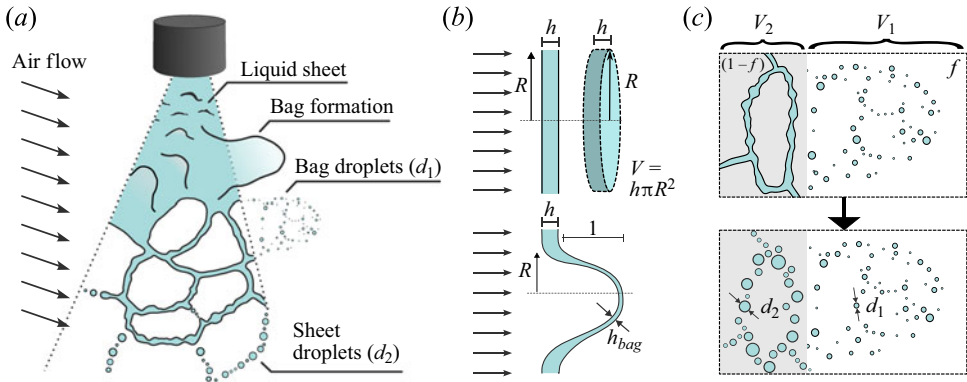 (a)
Air flow
Liquid sheet
Bag formation
Bag droplets (d₁)
Sheet droplets (d₂)
(b)
h
h
R
R
V =
hπR²
h
1
R
h_bag
(c)
V₂
V₁
(1–f)
f
d₂
d₁